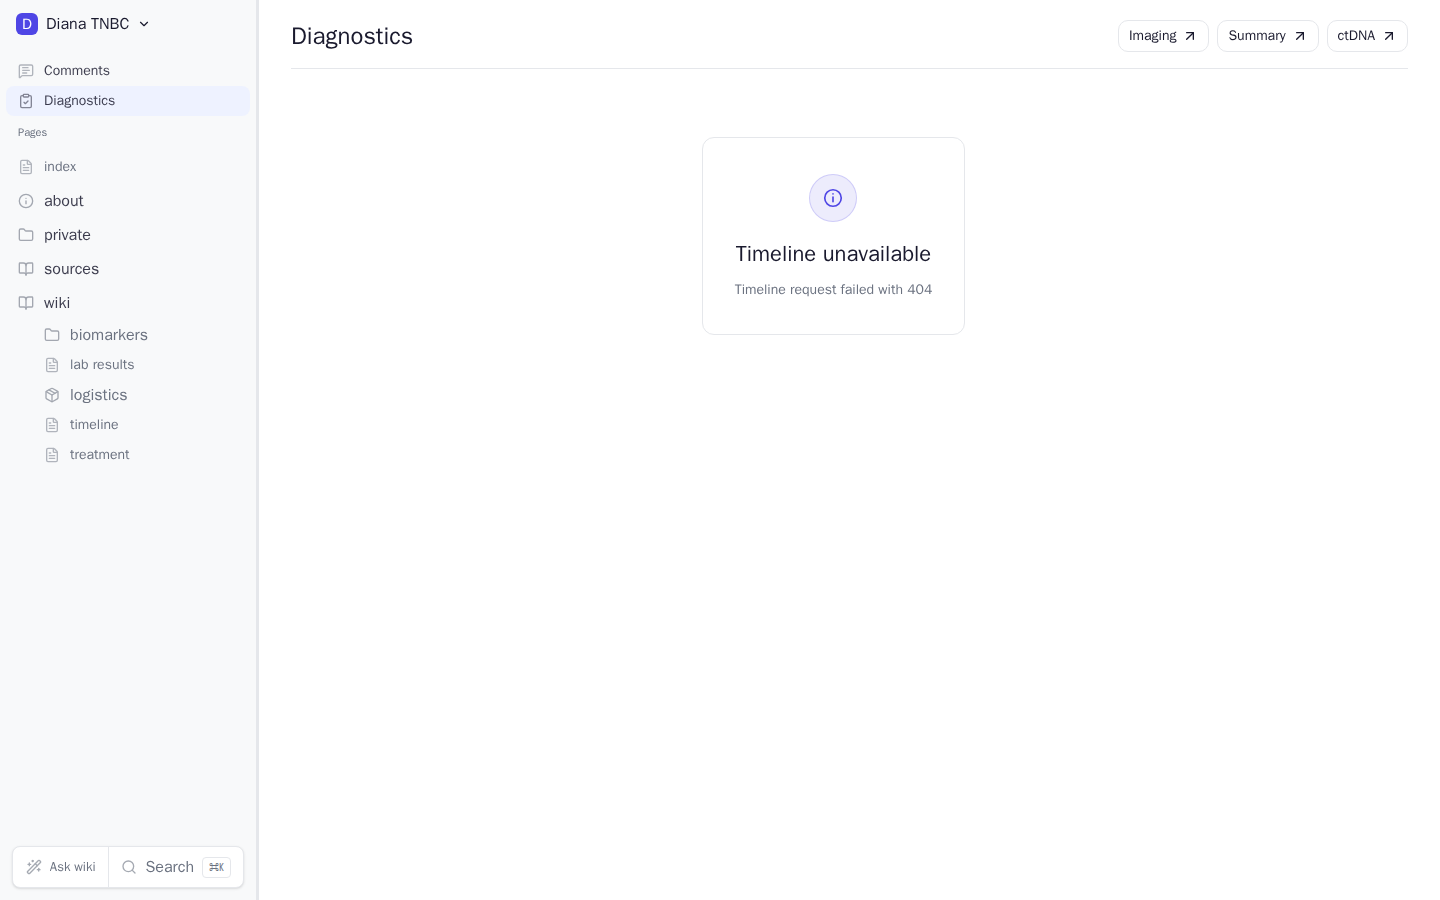 D Diana TNBC
Comments
Diagnostics
Pages
index
about
private
sources
wiki
biomarkers
lab results
logistics
timeline
treatment
Ask wiki
Search ⌘K
Diagnostics
Imaging
Summary
ctDNA
Timeline unavailable
Timeline request failed with 404